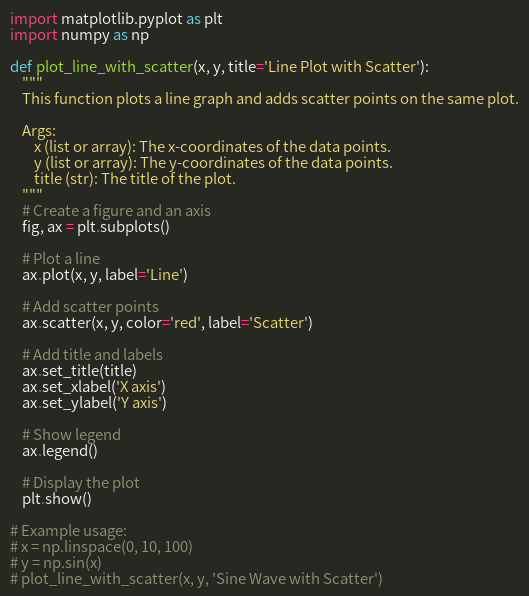 import matplotlib.pyplot as plt
import numpy as np

def plot_line_with_scatter(x, y, title='Line Plot with Scatter'):
    """
    This function plots a line graph and adds scatter points on the same plot.

    Args:
        x (list or array): The x-coordinates of the data points.
        y (list or array): The y-coordinates of the data points.
        title (str): The title of the plot.
    """
    # Create a figure and an axis
    fig, ax = plt.subplots()

    # Plot a line
    ax.plot(x, y, label='Line')

    # Add scatter points
    ax.scatter(x, y, color='red', label='Scatter')

    # Add title and labels
    ax.set_title(title)
    ax.set_xlabel('X axis')
    ax.set_ylabel('Y axis')

    # Show legend
    ax.legend()

    # Display the plot
    plt.show()

# Example usage:
# x = np.linspace(0, 10, 100)
# y = np.sin(x)
# plot_line_with_scatter(x, y, 'Sine Wave with Scatter')